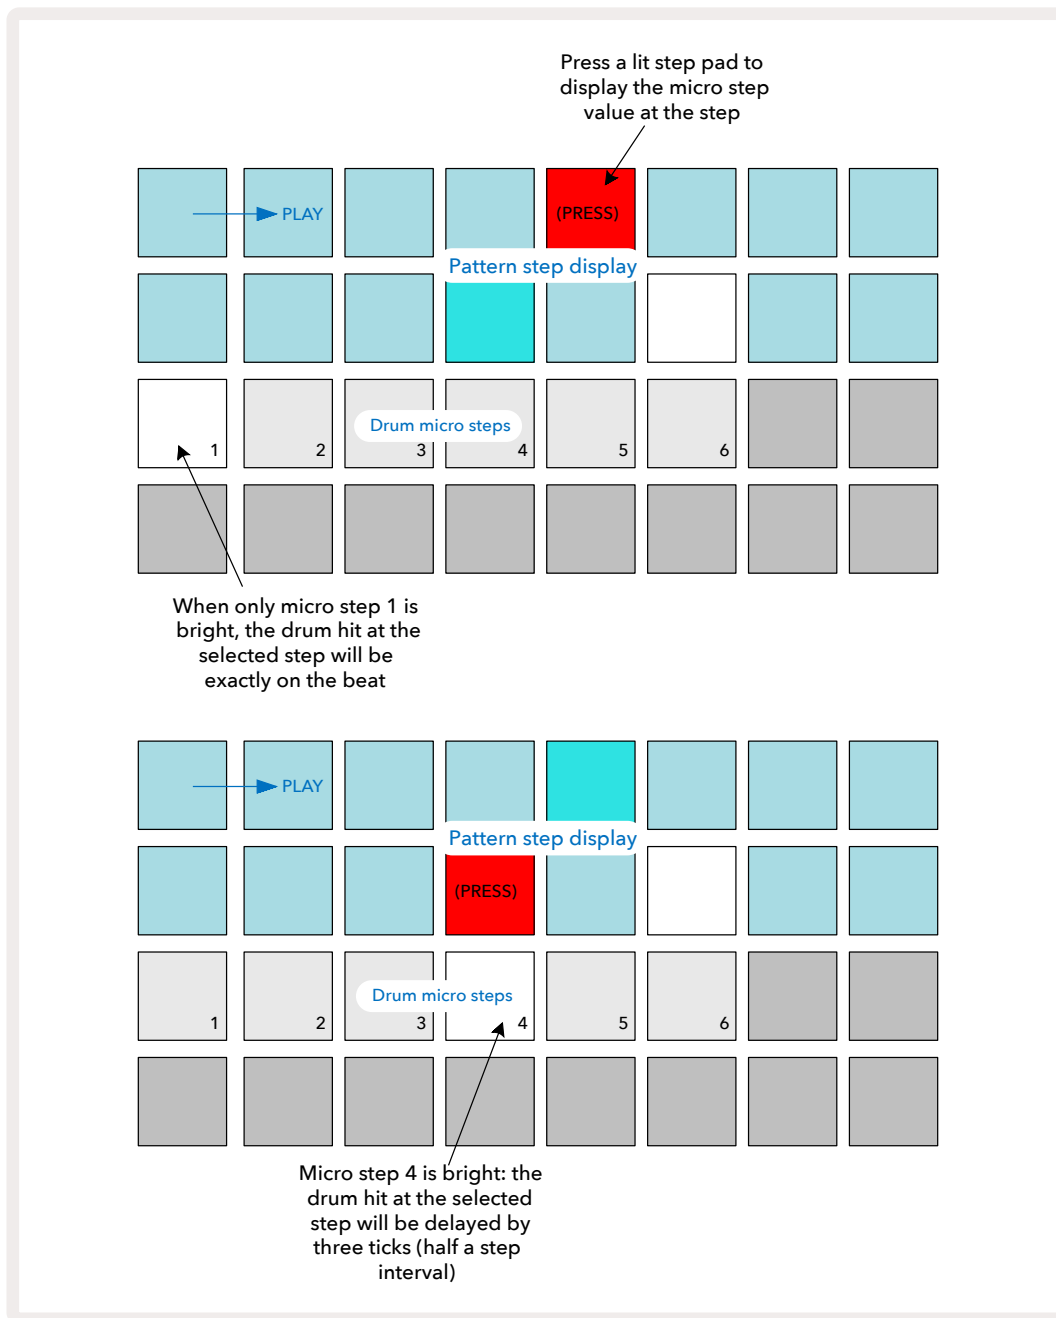 Press a lit step pad to
display the micro step
value at the step
PLAY
(PRESS)
Pattern step display
Drum micro steps
1 2 3 4 5 6
When only micro step 1 is
bright, the drum hit at the
selected step will be
exactly on the beat
PLAY
Pattern step display
(PRESS)
Drum micro steps
1 2 3 4 5 6
Micro step 4 is bright: the
drum hit at the selected
step will be delayed by
three ticks (half a step
interval)